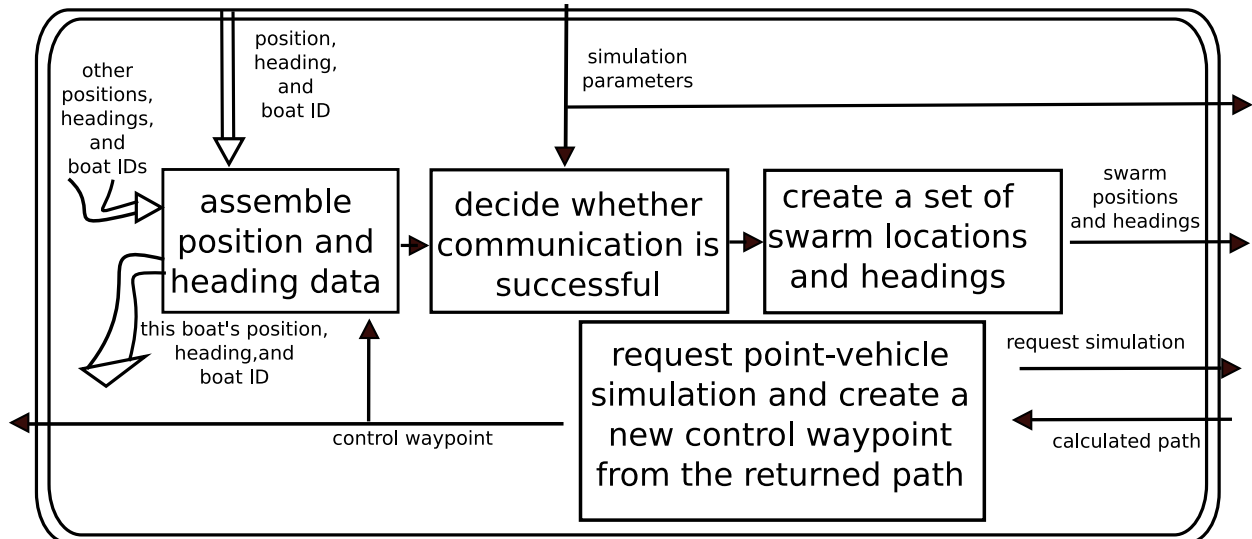 position,
heading,
and
boat ID
simulation
parameters
other
positions,
headings,
and
boat IDs
assemble
position and
heading data
decide whether
communication is
successful
create a set of
swarm locations
and headings
swarm
positions
and headings
this boat's position,
heading,and
boat ID
request point-vehicle
simulation and create a
new control waypoint
from the returned path
request simulation
control waypoint
calculated path